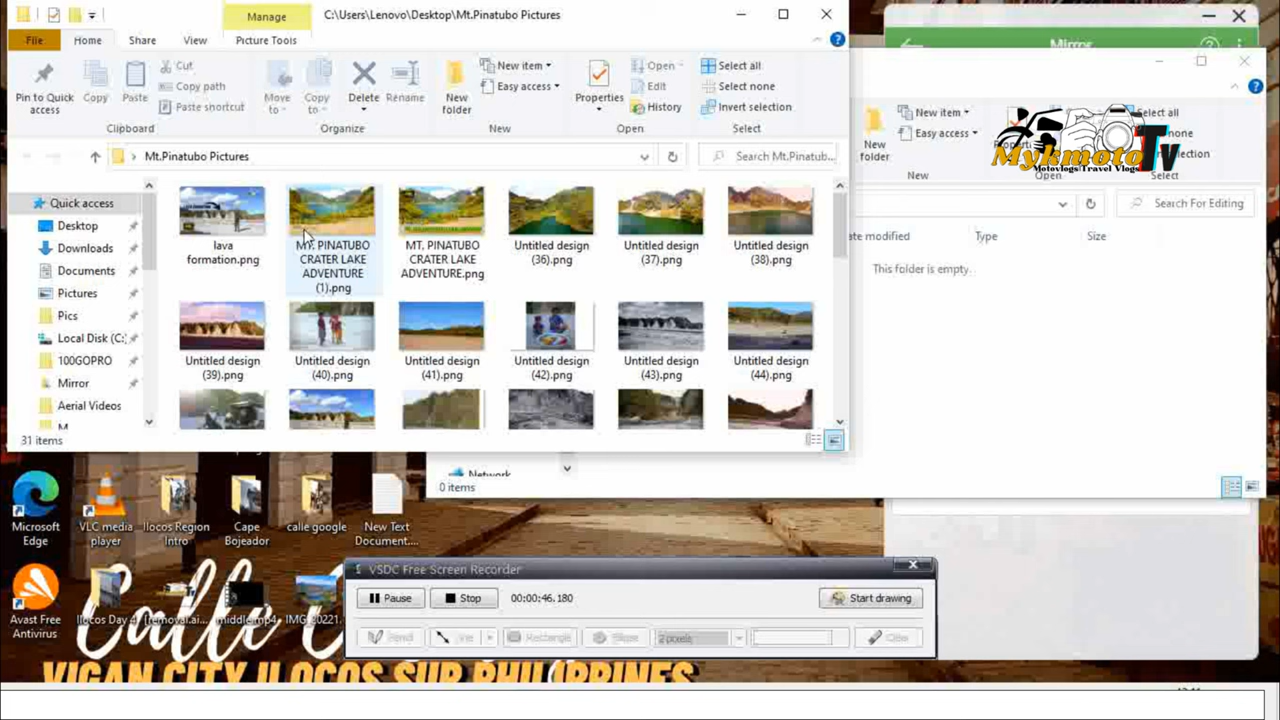 Manage
C:\Users\Lenovo\Desktop\Mt.Pinatubo Pictures
File
Home
Share
View
Picture Tools
Pin to Quick
access
Copy
Paste
Cut
Copy path
Paste shortcut
Clipboard
Move
to
Copy
to
Delete
Rename
Organize
New
folder
New item
Easy access
New
Properties
Open
Edit
History
Open
Select all
Select none
Invert selection
Select
Mt.Pinatubo Pictures
Search Mt.Pinatub...
Quick access
Desktop
Downloads
Documents
Pictures
Pics
Local Disk (C:
100GOPRO
Mirror
Aerial Videos
lava
formation.png
MT. PINATUBO
CRATER LAKE
ADVENTURE
(1).png
MT. PINATUBO
CRATER LAKE
ADVENTURE.png
Untitled design
(36).png
Untitled design
(37).png
Untitled design
(38).png
Untitled design
(39).png
Untitled design
(40).png
Untitled design
(41).png
Untitled design
(42).png
Untitled design
(43).png
Untitled design
(44).png
31 items
Mirror
New
folder
New item
Easy access
New
Open
Select
Mykmoto Tv
Motovlogs/Travel Vlogs
Search For Editing
ate modified
Type
Size
This folder is empty.
Network
0 items
Microsoft
Edge
VLC media
player
Ilocos Region
Intro
Cape
Bojeador
calle google
New Text
Document....
Avast Free
Antivirus
Ilocos Day 4
middle.mp4
IMG_20221.
VSDC Free Screen Recorder
Pause
Stop
00:00:46.180
Start drawing
Rectangle
2 pixels
Calle
VIGAN CITY ILOCOS SUR PHILIPPINES